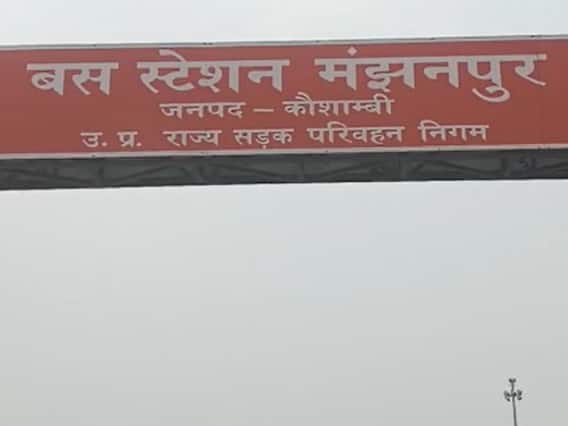 बस स्टेशन मंझनपुर
जनपद – कौशाम्बी
उ. प्र. राज्य सड़क परिवहन निगम